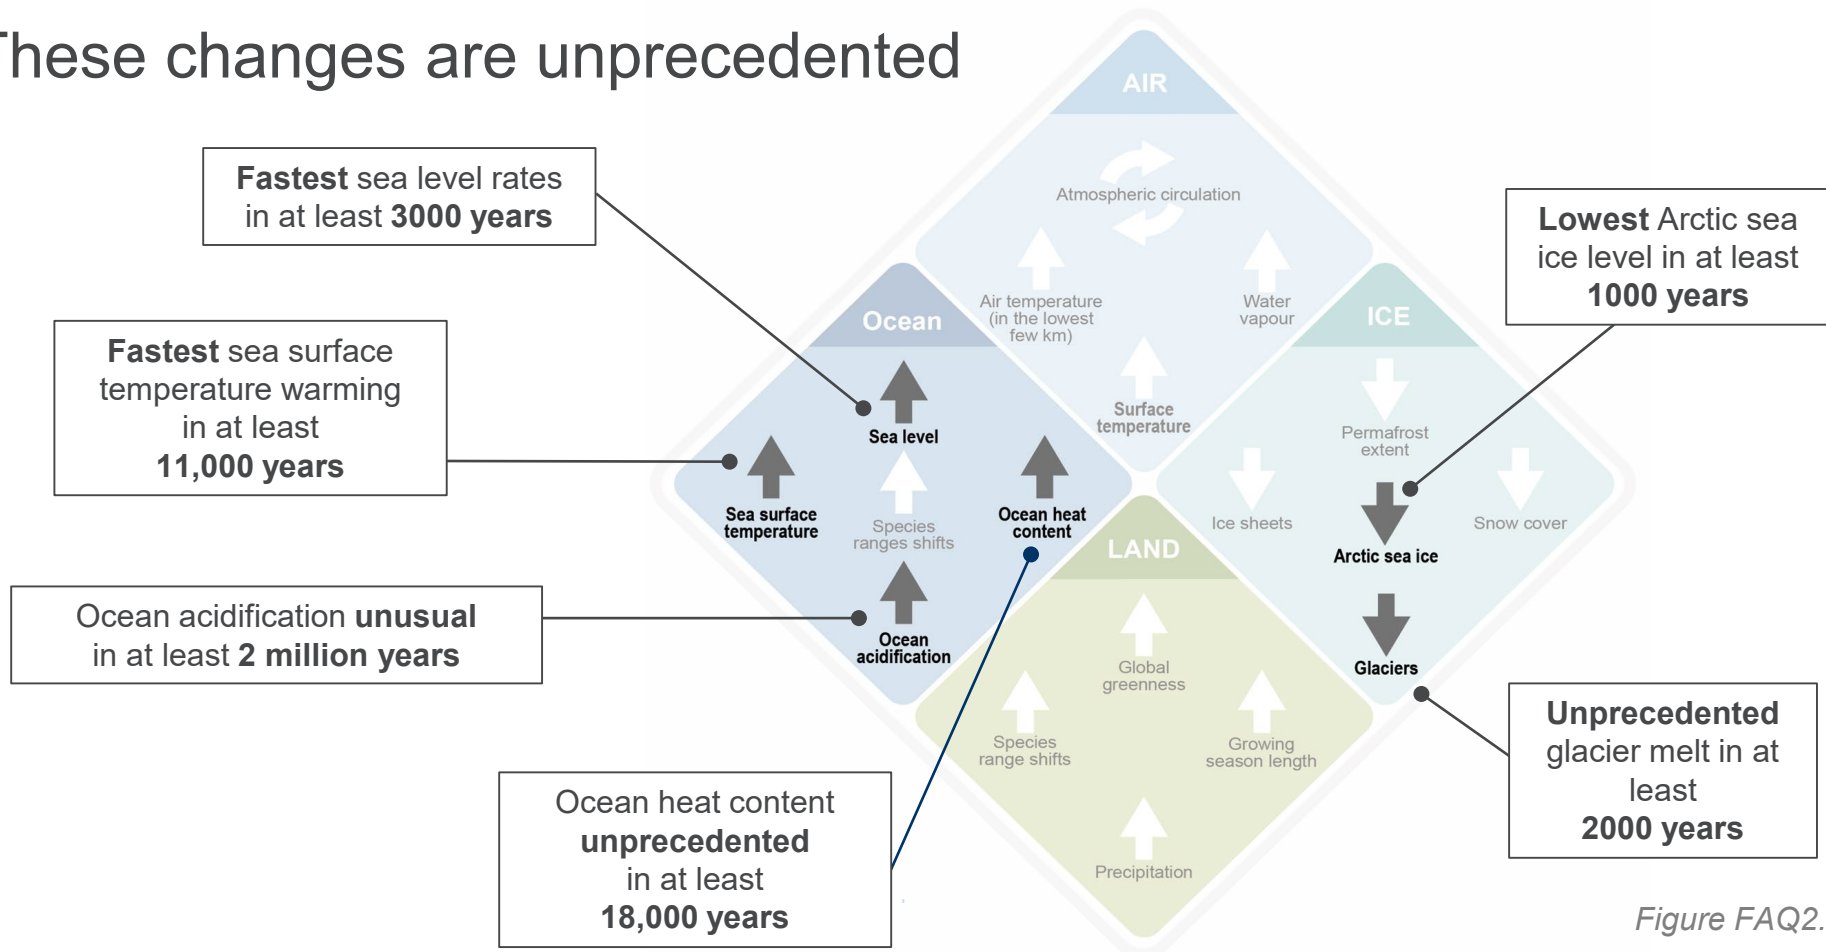 These changes are unprecedented
AIR
Atmospheric circulation
Air temperature
(in the lowest
few km)
Water
vapour
Surface
temperature
Fastest sea level rates
in at least 3000 years
Fastest sea surface
temperature warming
in at least
11,000 years
Ocean acidification unusual
in at least 2 million years
Ocean heat content
unprecedented
in at least
18,000 years
Ocean
Sea level
Sea surface
temperature
Species
ranges shifts
Ocean heat
content
Ocean
acidification
LAND
Global
greenness
Species
range shifts
Growing
season length
Precipitation
ICE
Permafrost
extent
Ice sheets
Snow cover
Arctic sea ice
Glaciers
Lowest Arctic sea
ice level in at least
1000 years
Unprecedented
glacier melt in at
least
2000 years
Figure FAQ2.